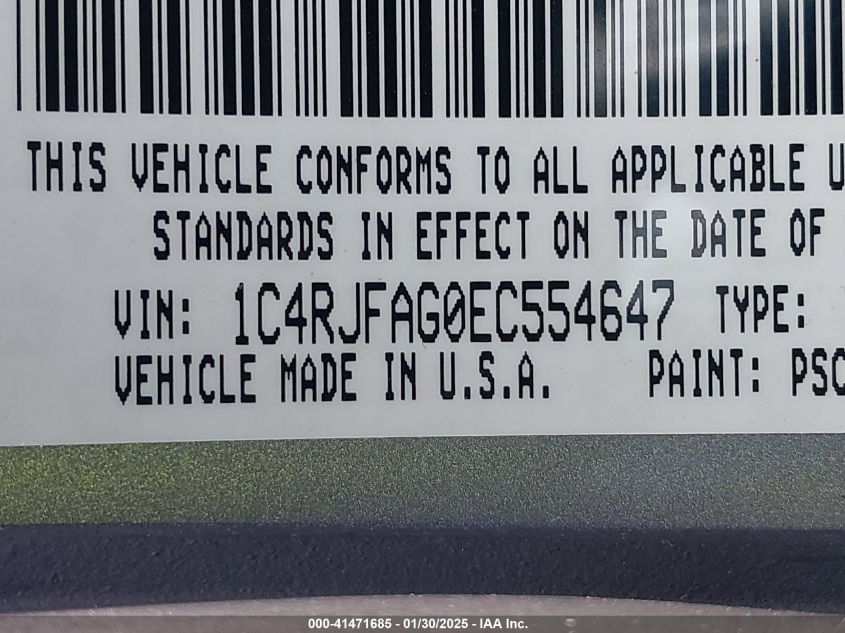 THIS VEHICLE CONFORMS TO ALL APPLICABLE U
STANDARDS IN EFFECT ON THE DATE OF
VIN: 1C4RJFAG0EC554647 TYPE:
VEHICLE MADE IN U.S.A. PAINT: PSC
000-41471685 - 01/30/2025 - IAA Inc.